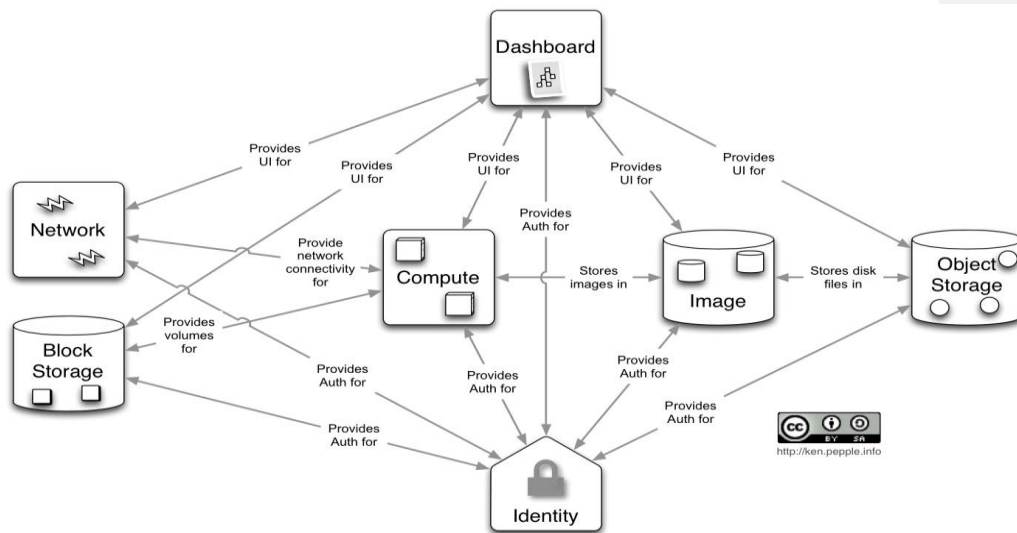 Dashboard
Provides
UI for
Provides
UI for
Provides
UI for
Provides
UI for
Provides
UI for
Network
Provides
Auth for
Provide
network
connectivity
for
Compute
Stores
images in
Image
Stores disk
files in
Object
Storage
Block
Storage
Provides
volumes
for
Provides
Auth for
Provides
Auth for
Provides
Auth for
Provides
Auth for
Provides
Auth for
cc
BY SA
http://ken.pepple.info
Identity